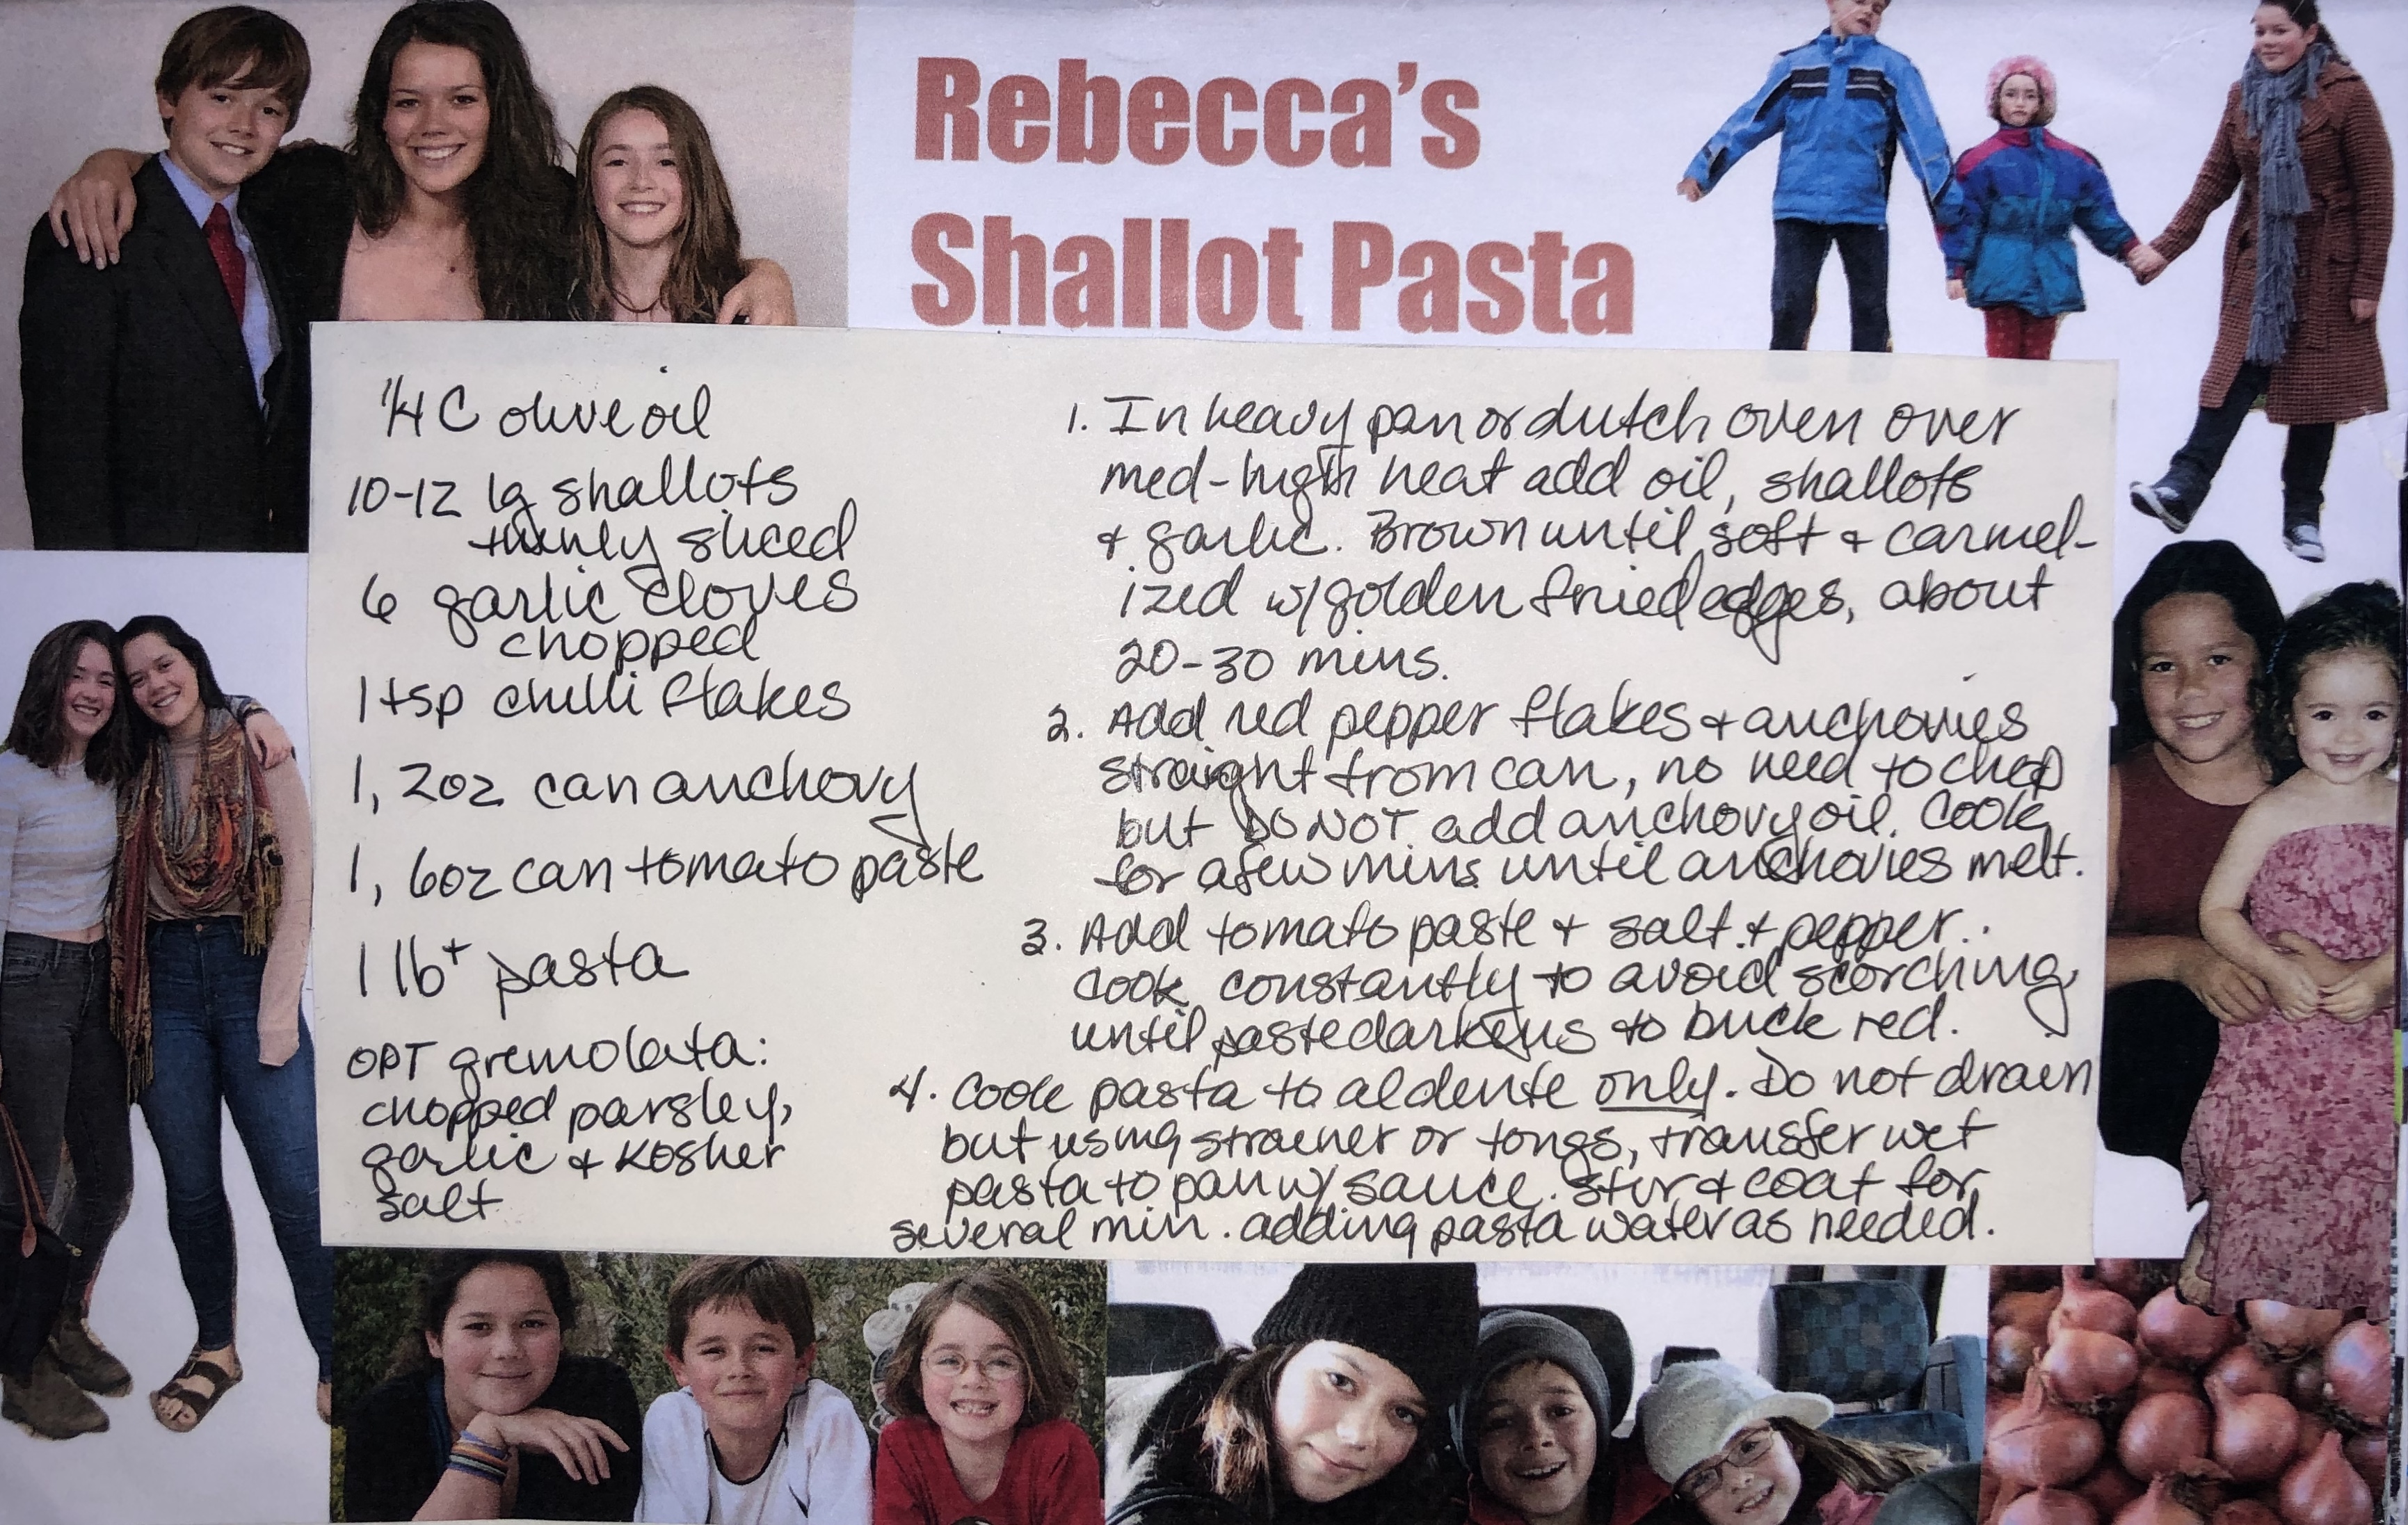 Rebecca's
Shallot Pasta
1/4 C olive oil
10-12 lg shallots
thinly sliced
6 garlic cloves
chopped
1 tsp chilli flakes
1, 2oz can anchovy
1, 6oz can tomato paste
1 lb+ pasta
OPT gremolata:
chopped parsley,
garlic & Kosher
salt
1. In heavy pan or dutch oven over
med-high heat add oil, shallots
& garlic. Brown until soft & carmel-
ized w/golden fried edges, about
20-30 mins.
2. Add red pepper flakes & anchovies
straight from can, no need to chop
but DO NOT add anchovy oil. Cook
for a few mins until anchovies melt.
3. Add tomato paste & salt & pepper.
Cook constantly to avoid scorching,
until paste darkens to brick red.
4. Cook pasta to al dente only. Do not drain
but using strainer or tongs, transfer wet
pasta to pan w/ sauce. Stir & coat for
several min. adding pasta water as needed.